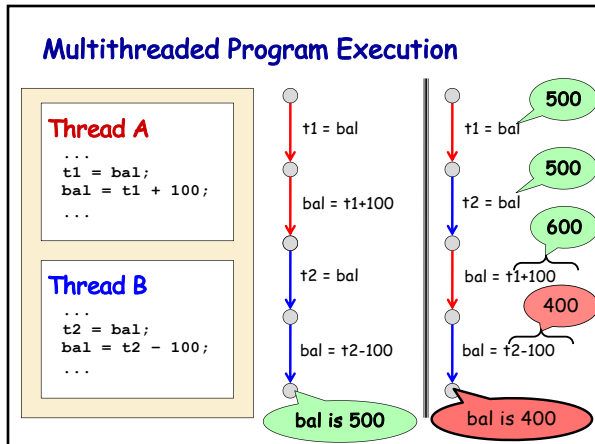 Multithreaded Program Execution
Thread A
...
t1 = bal;
bal = t1 + 100;
...
Thread B
...
t2 = bal;
bal = t2 - 100;
...
t1 = bal
bal = t1+100
t2 = bal
bal = t2-100
bal is 500
500
t1 = bal
500
t2 = bal
600
bal = t1+100
400
bal = t2-100
bal is 400